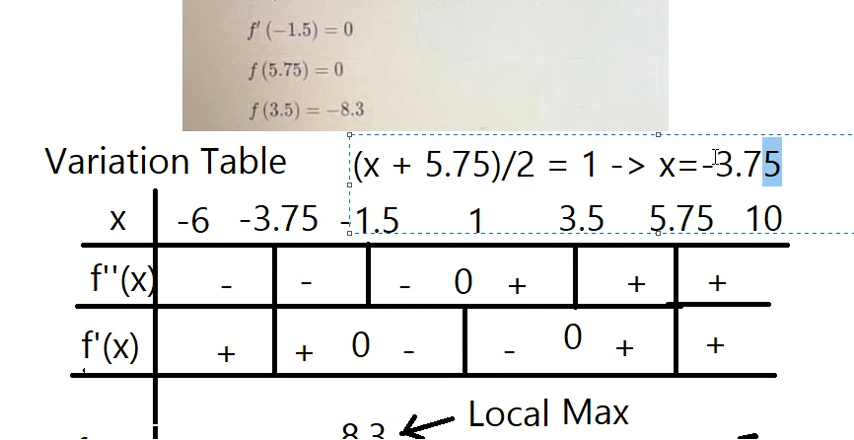 f' (−1.5) = 0
f (5.75) = 0
f (3.5) = −8.3
Variation Table
(x + 5.75)/2 = 1 -> x=-3.75
x -6 -3.75 -1.5 1 3.5 5.75 10
f''(x) - - - 0 + + +
f'(x) + + 0 - - 0 + +
8.3
Local Max